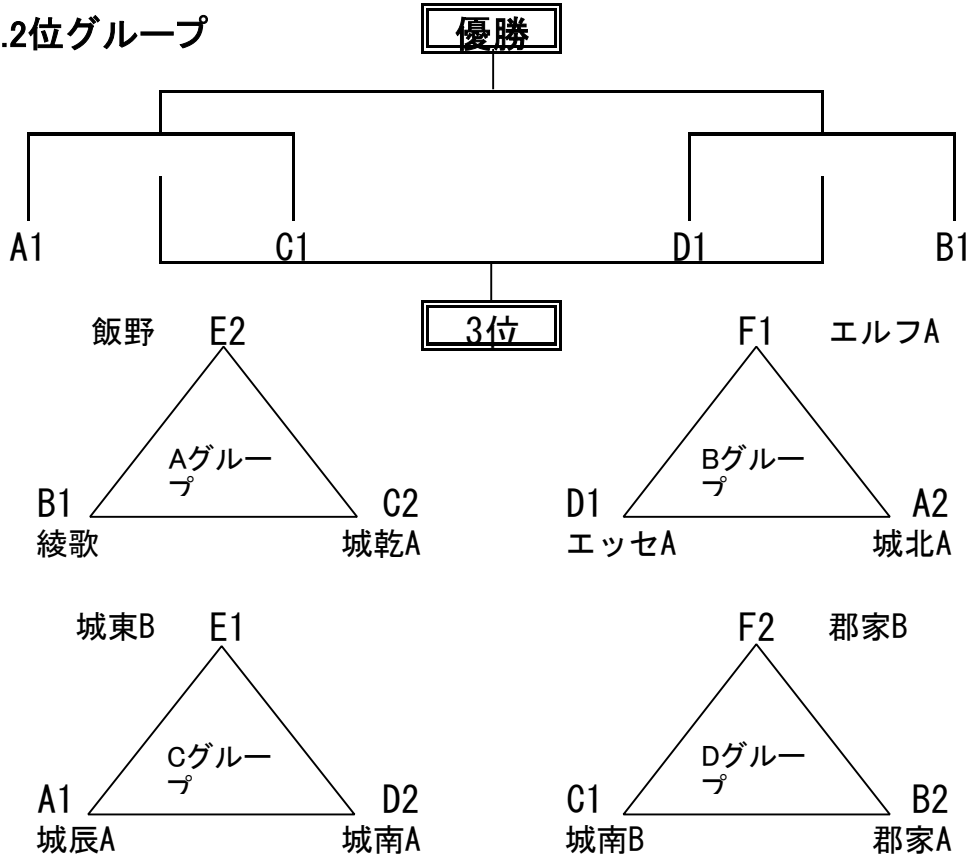 .2位グループ
優勝
A1
C1
D1
B1
3位
飯野
E2
F1
エルフA
Aグルー
プ
Bグルー
プ
B1
C2
D1
A2
綾歌
城乾A
エッセA
城北A
城東B
E1
F2
郡家B
Cグルー
プ
Dグルー
プ
A1
D2
C1
B2
城辰A
城南A
城南B
郡家A